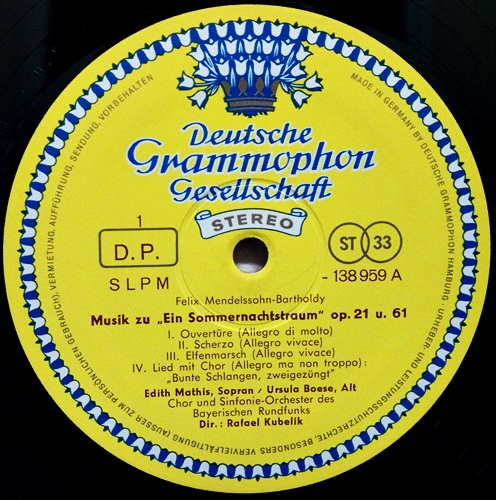 Deutsche
Grammophon
Gesellschaft
STEREO
1
D.P.
SLPM
ST 33
- 138 959 A
Felix Mendelssohn-Bartholdy
Musik zu „Ein Sommernachtstraum" op. 21 u. 61
I. Ouvertüre (Allegro di molto)
II. Scherzo (Allegro vivace)
III. Elfenmarsch (Allegro vivace)
IV. Lied mit Chor (Allegro ma non troppo):
„Bunte Schlangen, zweigezüngt"
Edith Mathis, Sopran / Ursula Boese, Alt
Chor und Sinfonie-Orchester des
Bayerischen Rundfunks
Dir.: Rafael Kubelik
MADE IN GERMANY BY DEUTSCHE GRAMMOPHON HAMBURG · URHEBER- UND LEISTUNGSSCHUTZRECHTE, BESONDERS VERVIELFÄLTIGUNG (AUSSER ZUM PERSÖNLICHEN GEBRAUCH), VERMIETUNG, AUFFÜHRUNG, SENDUNG, VORBEHALTEN